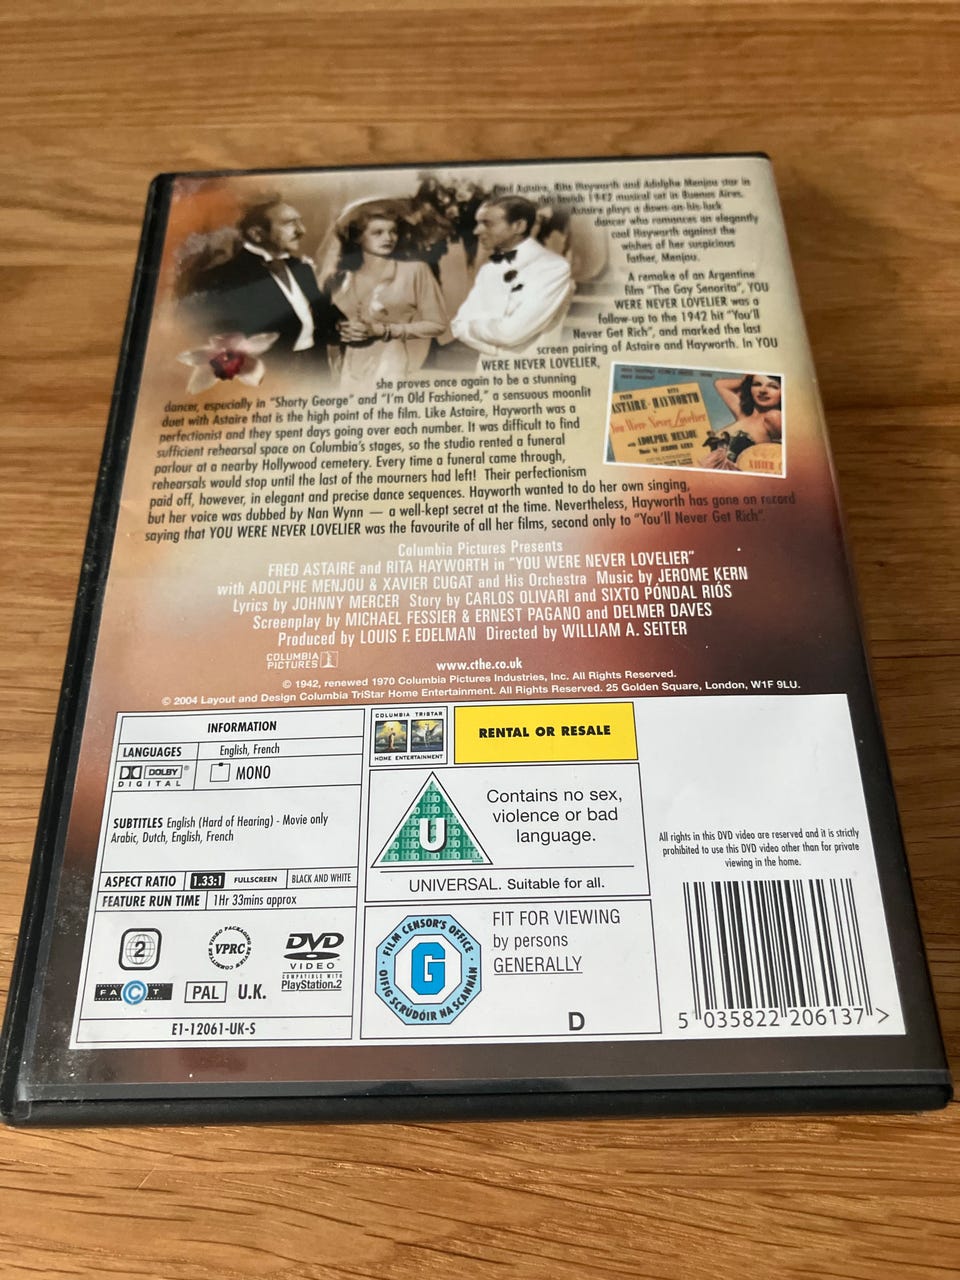 Fred Astaire, Rita Hayworth and Adolphe Menjou star in
this lavish 1942 musical set in Buenos Aires.
Astaire plays a down-on-his-luck
dancer who romances an elegantly
cool Hayworth against the
wishes of her suspicious
father, Menjou.
A remake of an Argentine
film "The Gay Senorita", YOU
WERE NEVER LOVELIER was a
follow-up to the 1942 hit "You'll
Never Get Rich", and marked the last
screen pairing of Astaire and Hayworth. In YOU
WERE NEVER LOVELIER,
she proves once again to be a stunning
dancer, especially in "Shorty George" and "I'm Old Fashioned," a sensuous moonlit
duet with Astaire that is the high point of the film. Like Astaire, Hayworth was a
perfectionist and they spent days going over each number. It was difficult to find
sufficient rehearsal space on Columbia's stages, so the studio rented a funeral
parlour at a nearby Hollywood cemetery. Every time a funeral came through,
rehearsals would stop until the last of the mourners had left! Their perfectionism
paid off, however, in elegant and precise dance sequences. Hayworth wanted to do her own singing,
but her voice was dubbed by Nan Wynn — a well-kept secret at the time. Nevertheless, Hayworth has gone on record
saying that YOU WERE NEVER LOVELIER was the favourite of all her films, second only to "You'll Never Get Rich".
FRED RITA
ASTAIRE · HAYWORTH
You Were Never Lovelier
with ADOLPHE MENJOU
Music by JEROME KERN
XAVIER CU
Columbia Pictures Presents
FRED ASTAIRE and RITA HAYWORTH in "YOU WERE NEVER LOVELIER"
with ADOLPHE MENJOU & XAVIER CUGAT and His Orchestra Music by JEROME KERN
Lyrics by JOHNNY MERCER Story by CARLOS OLIVARI and SIXTO PONDAL RIÓS
Screenplay by MICHAEL FESSIER & ERNEST PAGANO and DELMER DAVES
Produced by LOUIS F. EDELMAN Directed by WILLIAM A. SEITER
COLUMBIA
PICTURES
www.cthe.co.uk
© 1942, renewed 1970 Columbia Pictures Industries, Inc. All Rights Reserved.
© 2004 Layout and Design Columbia TriStar Home Entertainment. All Rights Reserved. 25 Golden Square, London, W1F 9LU.
INFORMATION
LANGUAGES English, French
DOLBY®
DIGITAL
MONO
SUBTITLES English (Hard of Hearing) - Movie only
Arabic, Dutch, English, French
ASPECT RATIO 1.33:1 FULLSCREEN BLACK AND WHITE
FEATURE RUN TIME 1Hr 33mins approx
2
VIDEO PACKAGING REVIEW COMMITTEE
VPRC
DVD
VIDEO
COMPATIBLE WITH
PlayStation.2
FACT
PAL U.K.
E1-12061-UK-S
COLUMBIA TRISTAR
HOME ENTERTAINMENT
RENTAL OR RESALE
bbfc
U
Contains no sex,
violence or bad
language.
UNIVERSAL. Suitable for all.
FILM CENSOR'S OFFICE
G
OIFIG SCRÚDÓIR NA SCANNÁN
FIT FOR VIEWING
by persons
GENERALLY
D
All rights in this DVD video are reserved and it is strictly
prohibited to use this DVD video other than for private
viewing in the home.
5 035822 206137 >